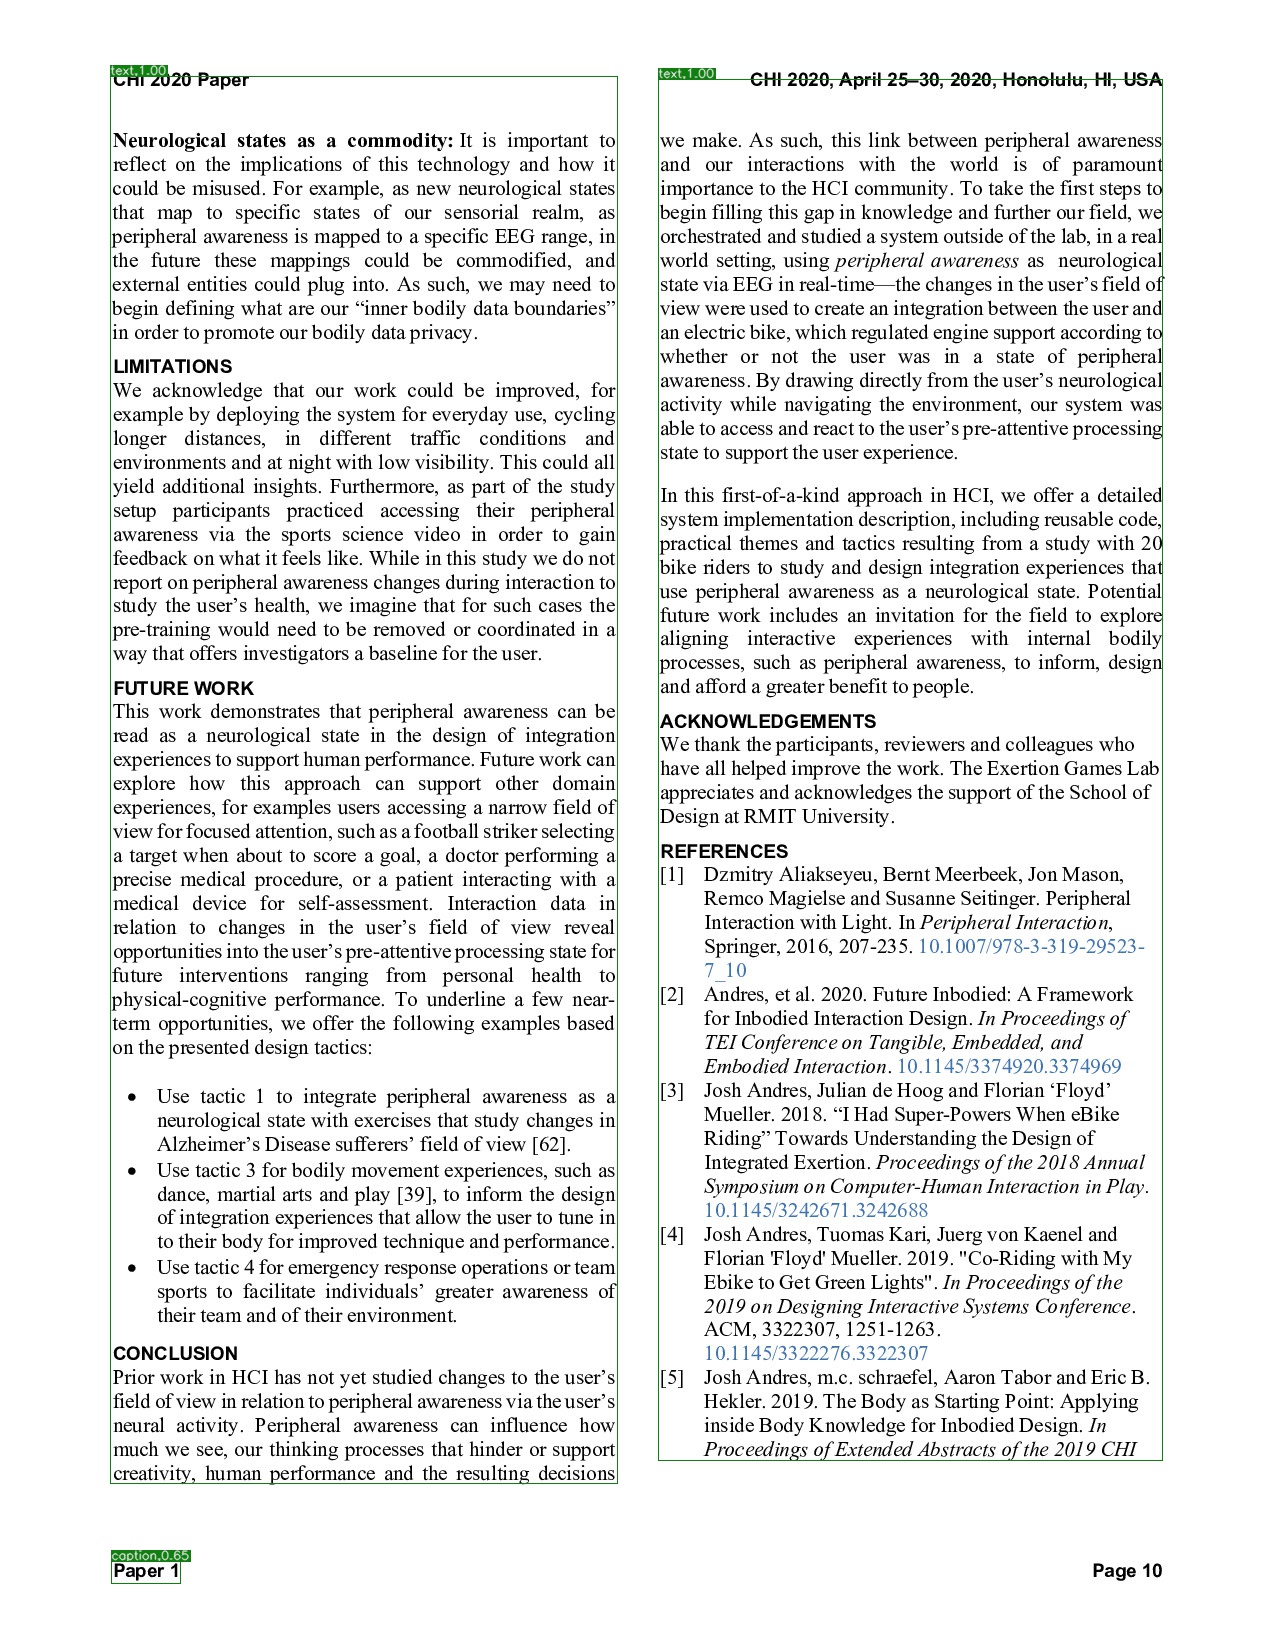 text,1.00
CHI 2020 Paper
text,1.00
CHI 2020, April 25–30, 2020, Honolulu, HI, USA
Neurological states as a commodity: It is important to
reflect on the implications of this technology and how it
could be misused. For example, as new neurological states
that map to specific states of our sensorial realm, as
peripheral awareness is mapped to a specific EEG range, in
the future these mappings could be commodified, and
external entities could plug into. As such, we may need to
begin defining what are our “inner bodily data boundaries”
in order to promote our bodily data privacy.
LIMITATIONS
We acknowledge that our work could be improved, for
example by deploying the system for everyday use, cycling
longer distances, in different traffic conditions and
environments and at night with low visibility. This could all
yield additional insights. Furthermore, as part of the study
setup participants practiced accessing their peripheral
awareness via the sports science video in order to gain
feedback on what it feels like. While in this study we do not
report on peripheral awareness changes during interaction to
study the user’s health, we imagine that for such cases the
pre-training would need to be removed or coordinated in a
way that offers investigators a baseline for the user.
FUTURE WORK
This work demonstrates that peripheral awareness can be
read as a neurological state in the design of integration
experiences to support human performance. Future work can
explore how this approach can support other domain
experiences, for examples users accessing a narrow field of
view for focused attention, such as a football striker selecting
a target when about to score a goal, a doctor performing a
precise medical procedure, or a patient interacting with a
medical device for self-assessment. Interaction data in
relation to changes in the user’s field of view reveal
opportunities into the user’s pre-attentive processing state for
future interventions ranging from personal health to
physical-cognitive performance. To underline a few near-
term opportunities, we offer the following examples based
on the presented design tactics:
• Use tactic 1 to integrate peripheral awareness as a
neurological state with exercises that study changes in
Alzheimer’s Disease sufferers’ field of view [62].
• Use tactic 3 for bodily movement experiences, such as
dance, martial arts and play [39], to inform the design
of integration experiences that allow the user to tune in
to their body for improved technique and performance.
• Use tactic 4 for emergency response operations or team
sports to facilitate individuals’ greater awareness of
their team and of their environment.
CONCLUSION
Prior work in HCI has not yet studied changes to the user’s
field of view in relation to peripheral awareness via the user’s
neural activity. Peripheral awareness can influence how
much we see, our thinking processes that hinder or support
creativity, human performance and the resulting decisions
we make. As such, this link between peripheral awareness
and our interactions with the world is of paramount
importance to the HCI community. To take the first steps to
begin filling this gap in knowledge and further our field, we
orchestrated and studied a system outside of the lab, in a real
world setting, using peripheral awareness as neurological
state via EEG in real-time—the changes in the user’s field of
view were used to create an integration between the user and
an electric bike, which regulated engine support according to
whether or not the user was in a state of peripheral
awareness. By drawing directly from the user’s neurological
activity while navigating the environment, our system was
able to access and react to the user’s pre-attentive processing
state to support the user experience.
In this first-of-a-kind approach in HCI, we offer a detailed
system implementation description, including reusable code,
practical themes and tactics resulting from a study with 20
bike riders to study and design integration experiences that
use peripheral awareness as a neurological state. Potential
future work includes an invitation for the field to explore
aligning interactive experiences with internal bodily
processes, such as peripheral awareness, to inform, design
and afford a greater benefit to people.
ACKNOWLEDGEMENTS
We thank the participants, reviewers and colleagues who
have all helped improve the work. The Exertion Games Lab
appreciates and acknowledges the support of the School of
Design at RMIT University.
REFERENCES
[1] Dzmitry Aliakseyeu, Bernt Meerbeek, Jon Mason,
Remco Magielse and Susanne Seitinger. Peripheral
Interaction with Light. In Peripheral Interaction,
Springer, 2016, 207-235. 10.1007/978-3-319-29523-
7_10
[2] Andres, et al. 2020. Future Inbodied: A Framework
for Inbodied Interaction Design. In Proceedings of
TEI Conference on Tangible, Embedded, and
Embodied Interaction. 10.1145/3374920.3374969
[3] Josh Andres, Julian de Hoog and Florian ‘Floyd’
Mueller. 2018. “I Had Super-Powers When eBike
Riding” Towards Understanding the Design of
Integrated Exertion. Proceedings of the 2018 Annual
Symposium on Computer-Human Interaction in Play.
10.1145/3242671.3242688
[4] Josh Andres, Tuomas Kari, Juerg von Kaenel and
Florian 'Floyd' Mueller. 2019. "Co-Riding with My
Ebike to Get Green Lights". In Proceedings of the
2019 on Designing Interactive Systems Conference.
ACM, 3322307, 1251-1263.
10.1145/3322276.3322307
[5] Josh Andres, m.c. schraefel, Aaron Tabor and Eric B.
Hekler. 2019. The Body as Starting Point: Applying
inside Body Knowledge for Inbodied Design. In
Proceedings of Extended Abstracts of the 2019 CHI
caption,0.65
Paper 1
Page 10